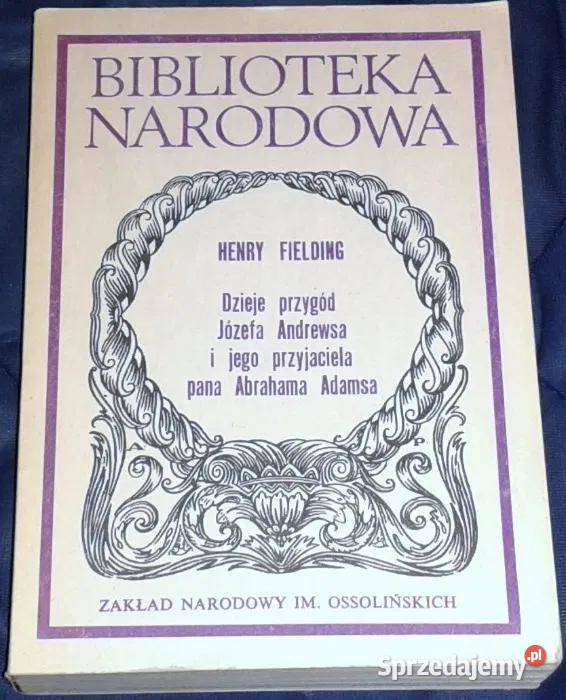 BIBLIOTEKA
NARODOWA
HENRY FIELDING
Dzieje przygód
Józefa Andrewsa
i jego przyjaciela
pana Abrahama Adamsa
A P
ZAKŁAD NARODOWY IM. OSSOLIŃSKICH
Sprzedajemy.pl